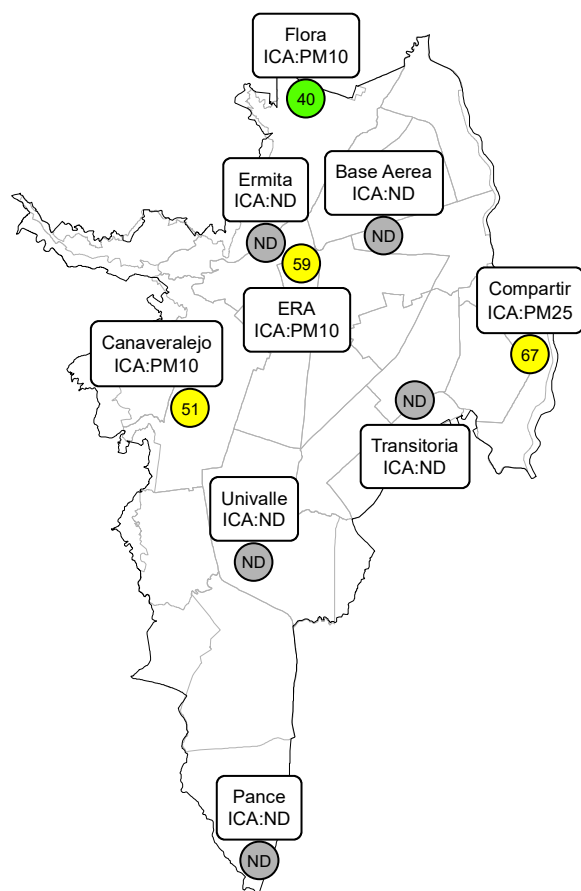 Flora
ICA:PM10
40
Ermita
ICA:ND
ND
Base Aerea
ICA:ND
ND
59
ERA
ICA:PM10
Compartir
ICA:PM25
67
Canaveralejo
ICA:PM10
51
ND
Transitoria
ICA:ND
Univalle
ICA:ND
ND
Pance
ICA:ND
ND